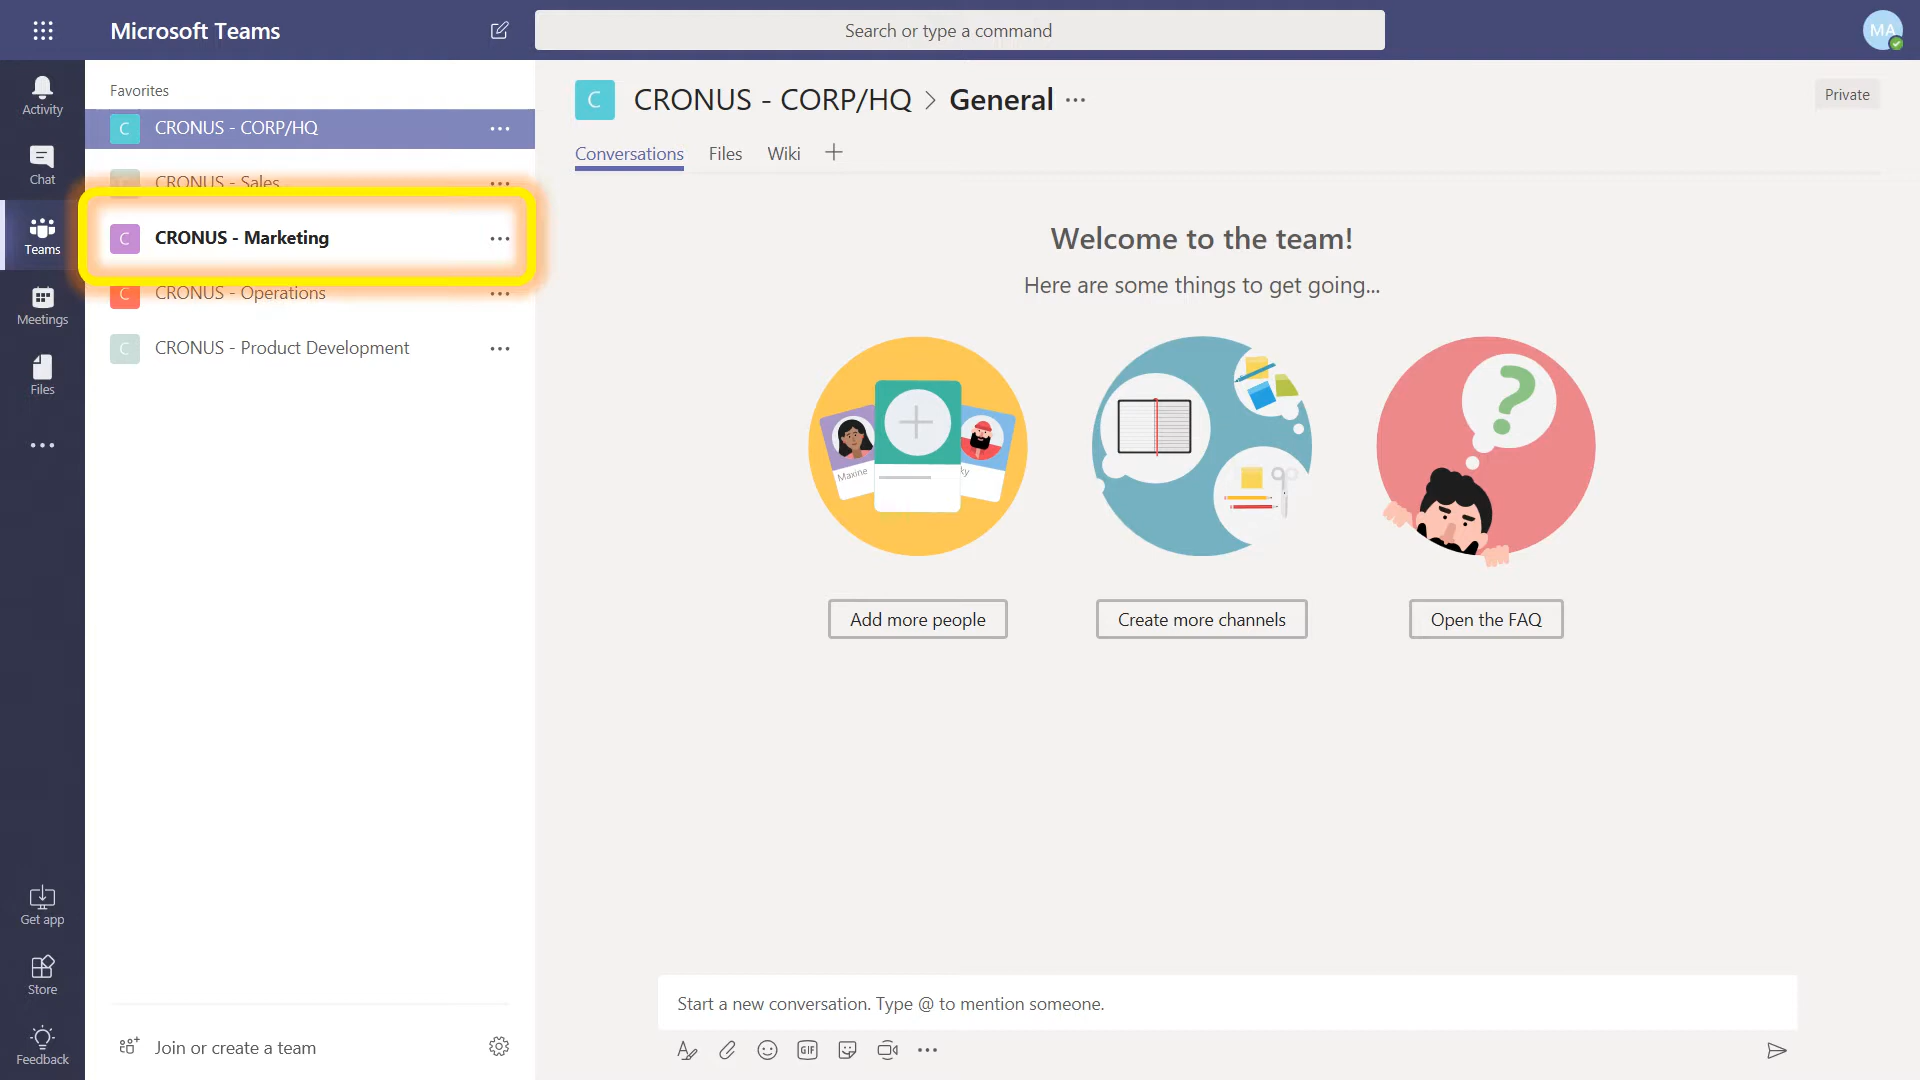 Microsoft Teams
Search or type a command
MA
Activity
Chat
Teams
Meetings
Files
Get app
Store
Feedback
Favorites
C CRONUS - CORP/HQ
CRONUS - Sales
C CRONUS - Marketing
C CRONUS - Operations
C CRONUS - Product Development
Join or create a team
C CRONUS - CORP/HQ > General
Private
Conversations Files Wiki
Welcome to the team!
Here are some things to get going...
Maxine
ky
?
Add more people
Create more channels
Open the FAQ
Start a new conversation. Type @ to mention someone.
GIF